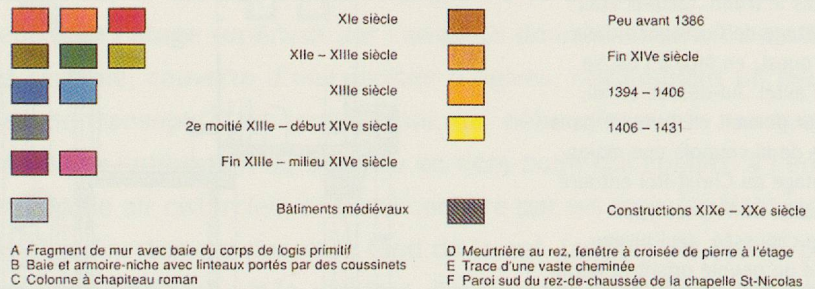 XIe siècle
XIIe – XIIIe siècle
XIIIe siècle
2e moitié XIIIe – début XIVe siècle
Fin XIIIe – milieu XIVe siècle
Bâtiments médiévaux
A Fragment de mur avec baie du corps de logis primitif
B Baie et armoire-niche avec linteaux portés par des coussinets
C Colonne à chapiteau roman
Peu avant 1386
Fin XIVe siècle
1394 – 1406
1406 – 1431
Constructions XIXe – XXe siècle
D Meurtrière au rez, fenêtre à croisée de pierre à l'étage
E Trace d'une vaste cheminée
F Paroi sud du rez-de-chaussée de la chapelle St-Nicolas